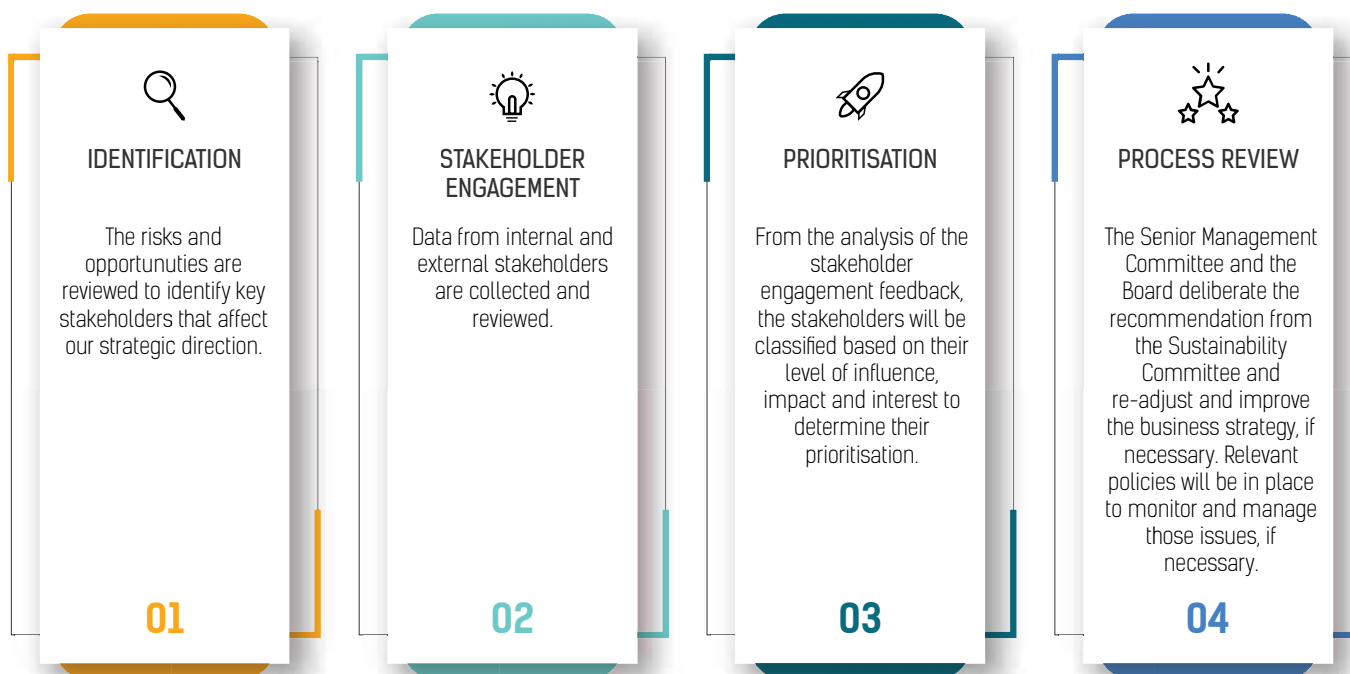 IDENTIFICATION
The risks and
opportunuties are
reviewed to identify key
stakeholders that affect
our strategic direction.
01
STAKEHOLDER
ENGAGEMENT
Data from internal and
external stakeholders
are collected and
reviewed.
02
PRIORITISATION
From the analysis of the
stakeholder
engagement feedback,
the stakeholders will be
classified based on their
level of influence,
impact and interest to
determine their
prioritisation.
03
PROCESS REVIEW
The Senior Management
Committee and the
Board deliberate the
recommendation from
the Sustainability
Committee and
re-adjust and improve
the business strategy, if
necessary. Relevant
policies will be in place
to monitor and manage
those issues, if
necessary.
04